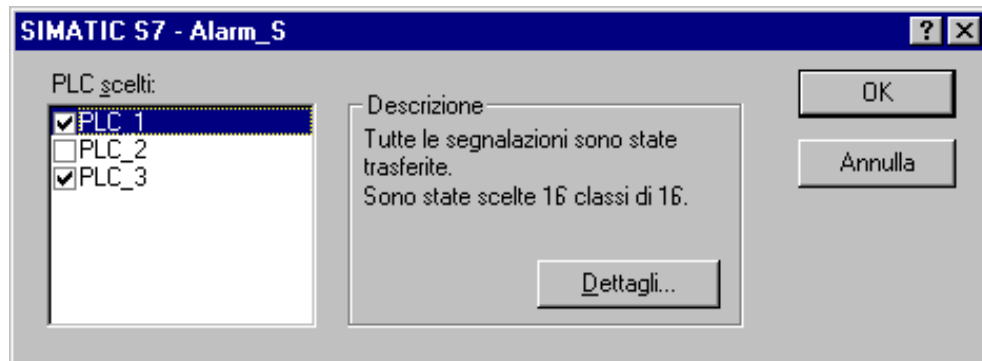 SIMATIC S7 - Alarm_S
PLC scelti:
PLC_1
PLC_2
PLC_3
Descrizione
Tutte le segnalazioni sono state
trasferite.
Sono state scelte 16 classi di 16.
Dettagli...
OK
Annulla